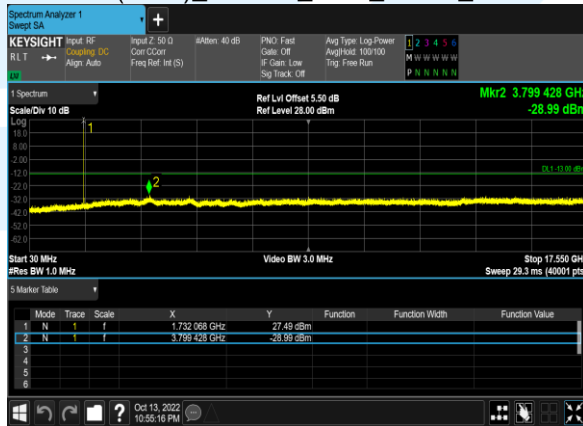 Spectrum Analyzer 1
Swept SA
+
KEYSIGHT Input: RF Input Z: 50 Ω #Atten: 40 dB PNO: Fast Avg Type: Log-Power 1 2 3 4 5 6
RLT Coupling: DC Corr CCorr Gate: Off Avg|Hold: 100/100 M W W W W W
Align: Auto Freq Ref: Int (S) IF Gain: Low Trig: Free Run
Sig Track: Off P N N N N N
1 Spectrum Ref Lvl Offset 5.50 dB Mkr2 3.799 428 GHz
Scale/Div 10 dB Ref Level 28.00 dBm -28.99 dBm
Log
1
18.0
8.00
-2.00
DL1 -13.00 dBm
-12.0
2
-22.0
-32.0
-42.0
-52.0
-62.0
Start 30 MHz Video BW 3.0 MHz Stop 17.550 GHz
#Res BW 1.0 MHz Sweep 29.3 ms (40001 pts)
5 Marker Table
Mode Trace Scale X Y Function Function Width Function Value
1 N 1 f 1.732 068 GHz 27.49 dBm
2 N 1 f 3.799 428 GHz -28.99 dBm
3
4
5
6
? Oct 13, 2022
10:55:16 PM